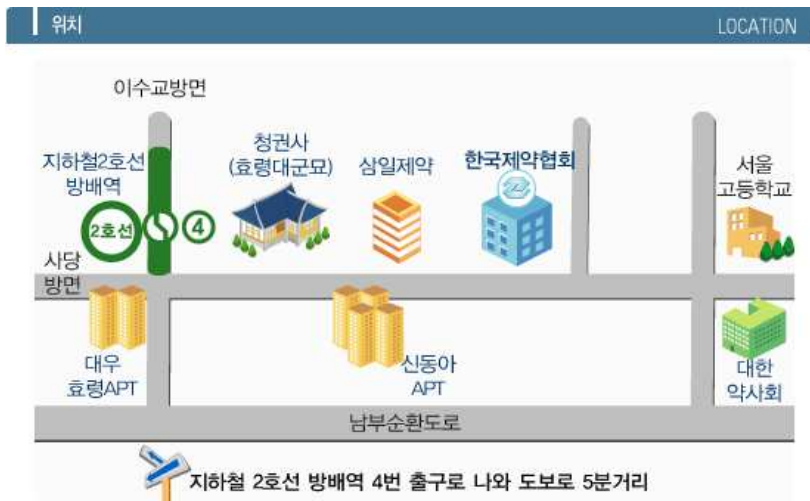 위치
LOCATION
이수교방면
지하철2호선
방배역
2호선
4
청권사
(효령대군묘)
삼일제약
한국제약협회
서울
고등학교
사당
방면
대우
효령APT
신동아
APT
대한
약사회
남부순환도로
지하철 2호선 방배역 4번 출구로 나와 도보로 5분거리